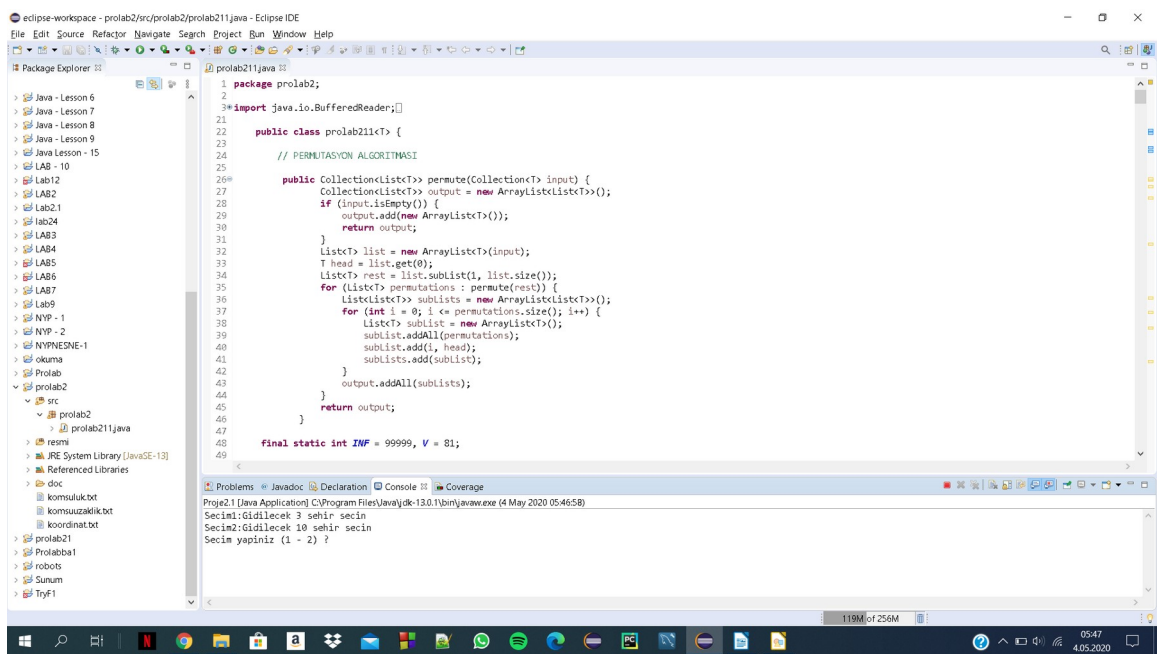 eclipse-workspace - prolab2/src/prolab2/prolab211.java - Eclipse IDE
File Edit Source Refactor Navigate Search Project Run Window Help
Package Explorer
prolab211.java
Java - Lesson 6
Java - Lesson 7
Java - Lesson 8
Java - Lesson 9
Java Lesson - 15
LAB - 10
Lab12
LAB2
Lab2.1
lab24
LAB3
LAB4
LAB5
LAB6
LAB7
Lab9
NYP - 1
NYP - 2
NYPNESNE-1
okuma
Prolab
prolab2
src
prolab2
prolab211.java
resmi
JRE System Library [JavaSE-13]
Referenced Libraries
doc
komsuluk.txt
komsuuzaklik.txt
koordinat.txt
prolab21
Prolabba1
robots
Sunum
TryF1
1 package prolab2;
2
3 import java.io.BufferedReader;
21
22 public class prolab211<T> {
23
24 // PERMUTASYON ALGORITMASI
25
26 public Collection<List<T>> permute(Collection<T> input) {
27 Collection<List<T>> output = new ArrayList<List<T>>();
28 if (input.isEmpty()) {
29 output.add(new ArrayList<T>());
30 return output;
31 }
32 List<T> list = new ArrayList<T>(input);
33 T head = list.get(0);
34 List<T> rest = list.subList(1, list.size());
35 for (List<T> permutations : permute(rest)) {
36 List<List<T>> subLists = new ArrayList<List<T>>();
37 for (int i = 0; i <= permutations.size(); i++) {
38 List<T> subList = new ArrayList<T>();
39 subList.addAll(permutations);
40 subList.add(i, head);
41 subLists.add(subList);
42 }
43 output.addAll(subLists);
44 }
45 return output;
46 }
47
48 final static int INF = 99999, V = 81;
49
Problems Javadoc Declaration Console Coverage
Proje2.1 [Java Application] C:\Program Files\Java\jdk-13.0.1\bin\javaw.exe (4 May 2020 05:46:58)
Secim1:Gidilecek 3 sehir secin
Secim2:Gidilecek 10 sehir secin
Secim yapiniz (1 - 2) ?
119M of 256M
05:47
4.05.2020